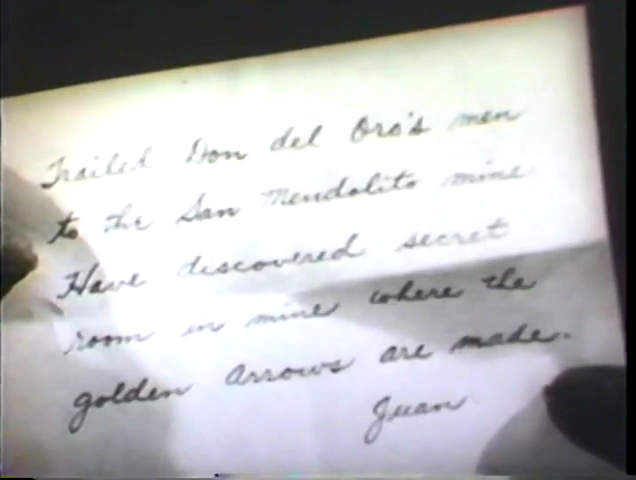 Trailed Don del Oro's men
to the San Mendolito mine
Have discovered secret
room in mine where the
golden arrows are made.
Juan